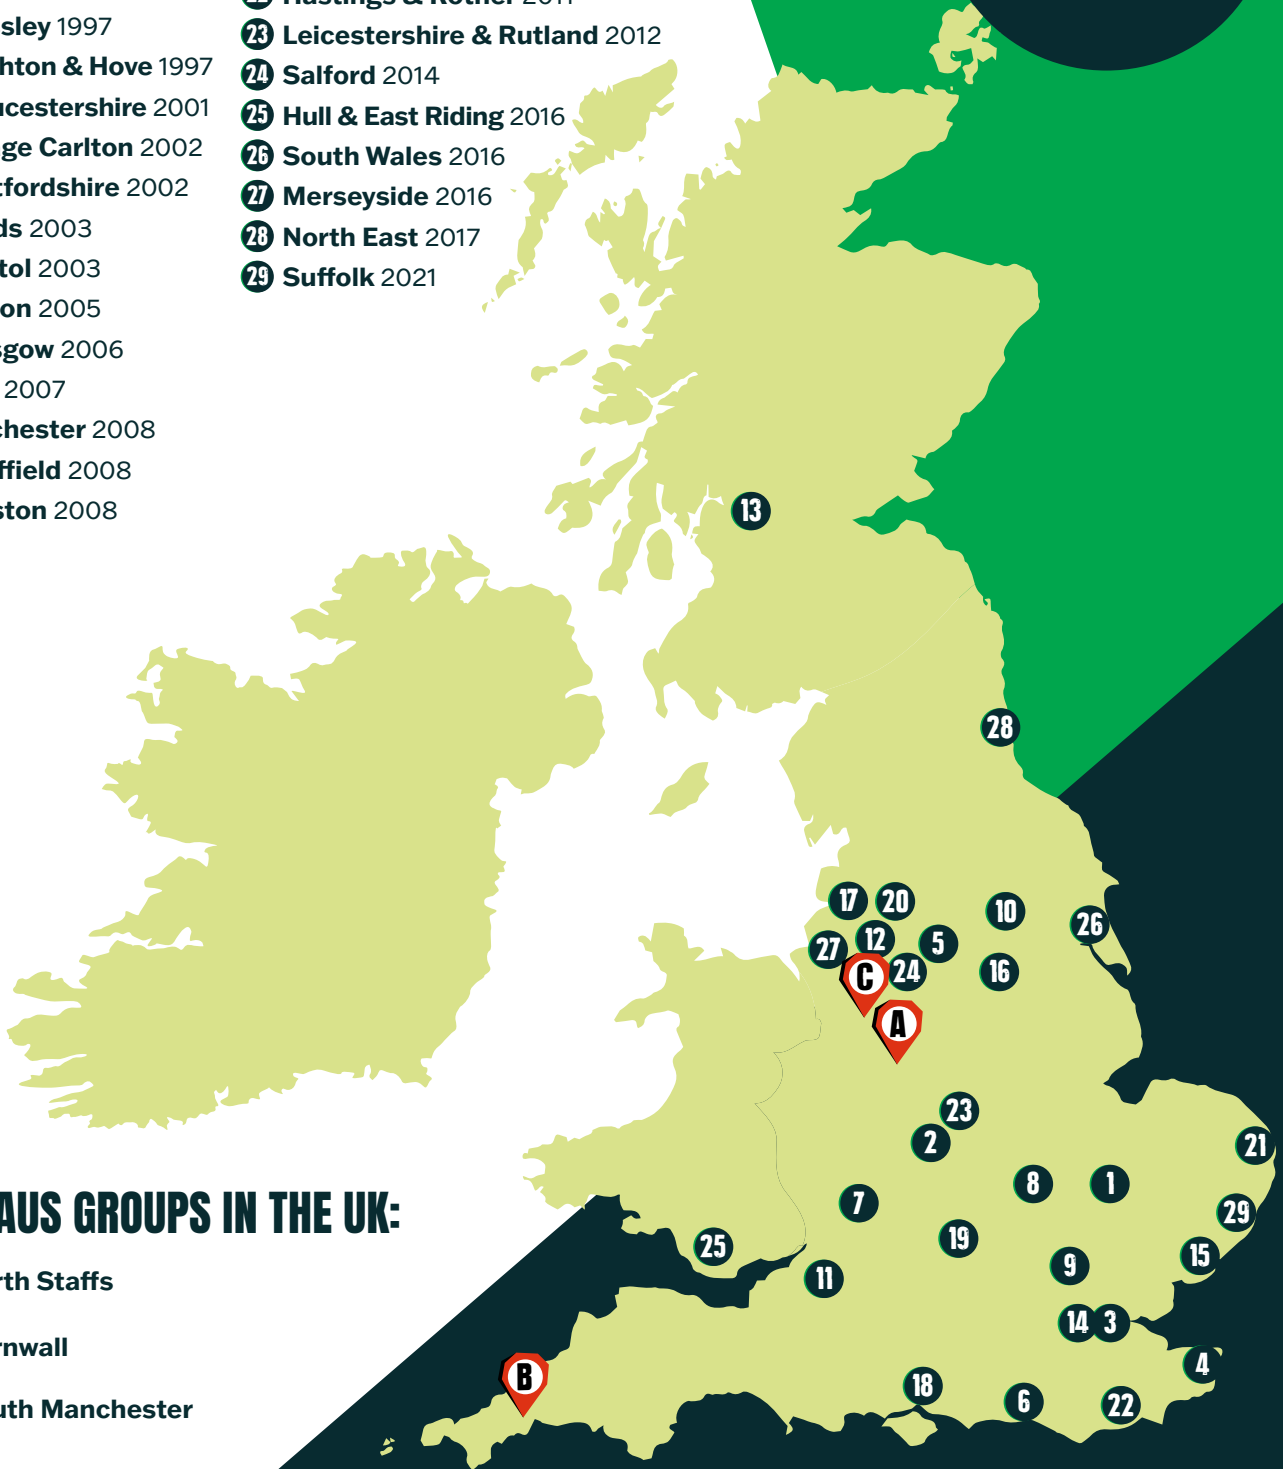 sley 1997
hton & Hove 1997
cestershire 2001
ge Carlton 2002
tfordshire 2002
ds 2003
tol 2003
on 2005
sgow 2006
2007
chester 2008
ffield 2008
ston 2008
23 Leicestershire & Rutland 2012
24 Salford 2014
25 Hull & East Riding 2016
26 South Wales 2016
27 Merseyside 2016
28 North East 2017
29 Suffolk 2021
13
28
17
20
10
26
12
5
27
C
24
16
A
23
2
21
8
1
7
29
19
25
15
9
11
14
3
4
B
18
6
22
AUS GROUPS IN THE UK:
rth Staffs
rnwall
uth Manchester